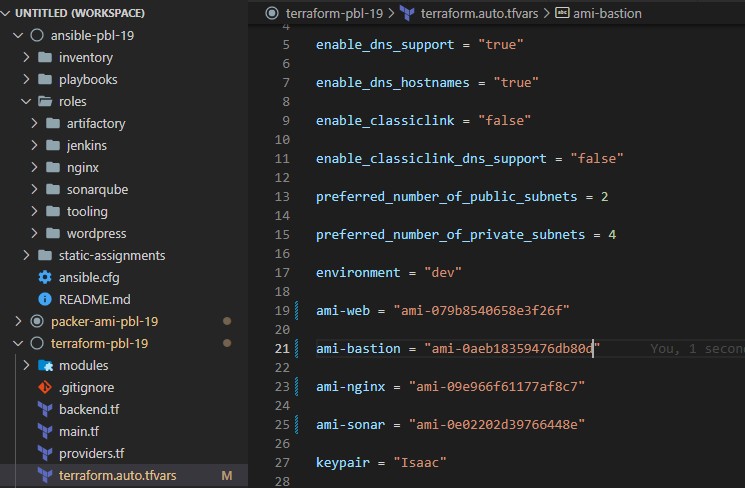 UNTITLED (WORKSPACE)
ansible-pbl-19
inventory
playbooks
roles
artifactory
jenkins
nginx
sonarqube
tooling
wordpress
static-assignments
ansible.cfg
README.md
packer-ami-pbl-19
terraform-pbl-19
modules
.gitignore
backend.tf
main.tf
providers.tf
terraform.auto.tfvars M
terraform-pbl-19 > terraform.auto.tfvars > abc ami-bastion
4
5 enable_dns_support = "true"
6
7 enable_dns_hostnames = "true"
8
9 enable_classiclink = "false"
10
11 enable_classiclink_dns_support = "false"
12
13 preferred_number_of_public_subnets = 2
14
15 preferred_number_of_private_subnets = 4
16
17 environment = "dev"
18
19 ami-web = "ami-079b8540658e3f26f"
20
21 ami-bastion = "ami-0aeb18359476db80d" You, 1 secon
22
23 ami-nginx = "ami-09e966f61177af8c7"
24
25 ami-sonar = "ami-0e02202d39766448e"
26
27 keypair = "Isaac"
28